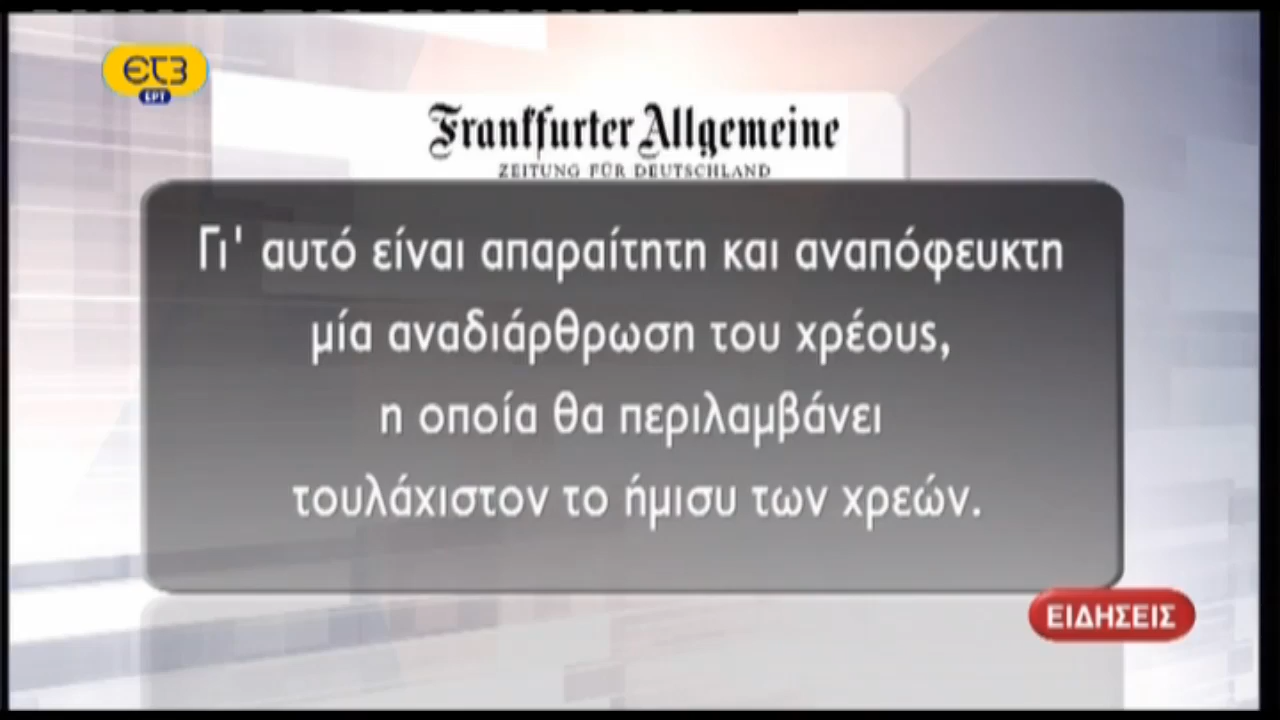 ET3
ΕΡΤ
Frankfurter Allgemeine
ZEITUNG FÜR DEUTSCHLAND
Γι' αυτό είναι απαραίτητη και αναπόφευκτη
μία αναδιάρθρωση του χρέους,
η οποία θα περιλαμβάνει
τουλάχιστον το ήμισυ των χρεών.
ΕΙΔΗΣΕΙΣ